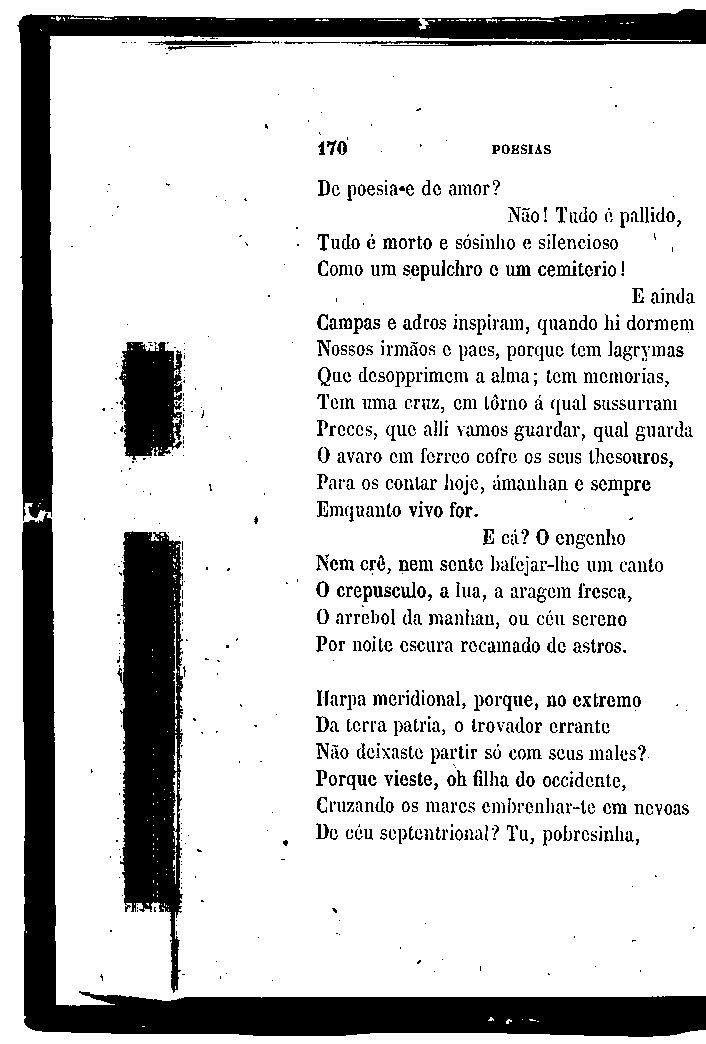 170 POESIAS
De poesia e de amor?
Não! Tudo é pallido,
Tudo é morto e sósinho e silencioso
Como um sepulchro e um cemiterio!
E ainda
Campas e adros inspiram, quando hi dormem
Nossos irmãos e paes, porque tem lagrymas
Que desopprimem a alma; tem memorias,
Tem uma cruz, em tôrno á qual sussurram
Preces, que alli vamos guardar, qual guarda
O avaro em ferreo cofre os seus thesouros,
Para os contar hoje, ámanhan e sempre
Emquanto vivo for.
E cá? O engenho
Nem crê, nem sente bafejar-lhe um canto
O crepusculo, a lua, a aragem fresca,
O arrebol da manhan, ou céu sereno
Por noite escura recamado de astros.
Harpa meridional, porque, no extremo
Da terra patria, o trovador errante
Não deixaste partir só com seus males?
Porque vieste, oh filha do occidente,
Cruzando os mares embrenhar-te em nevoas
De céu septentrional? Tu, pobresinha,